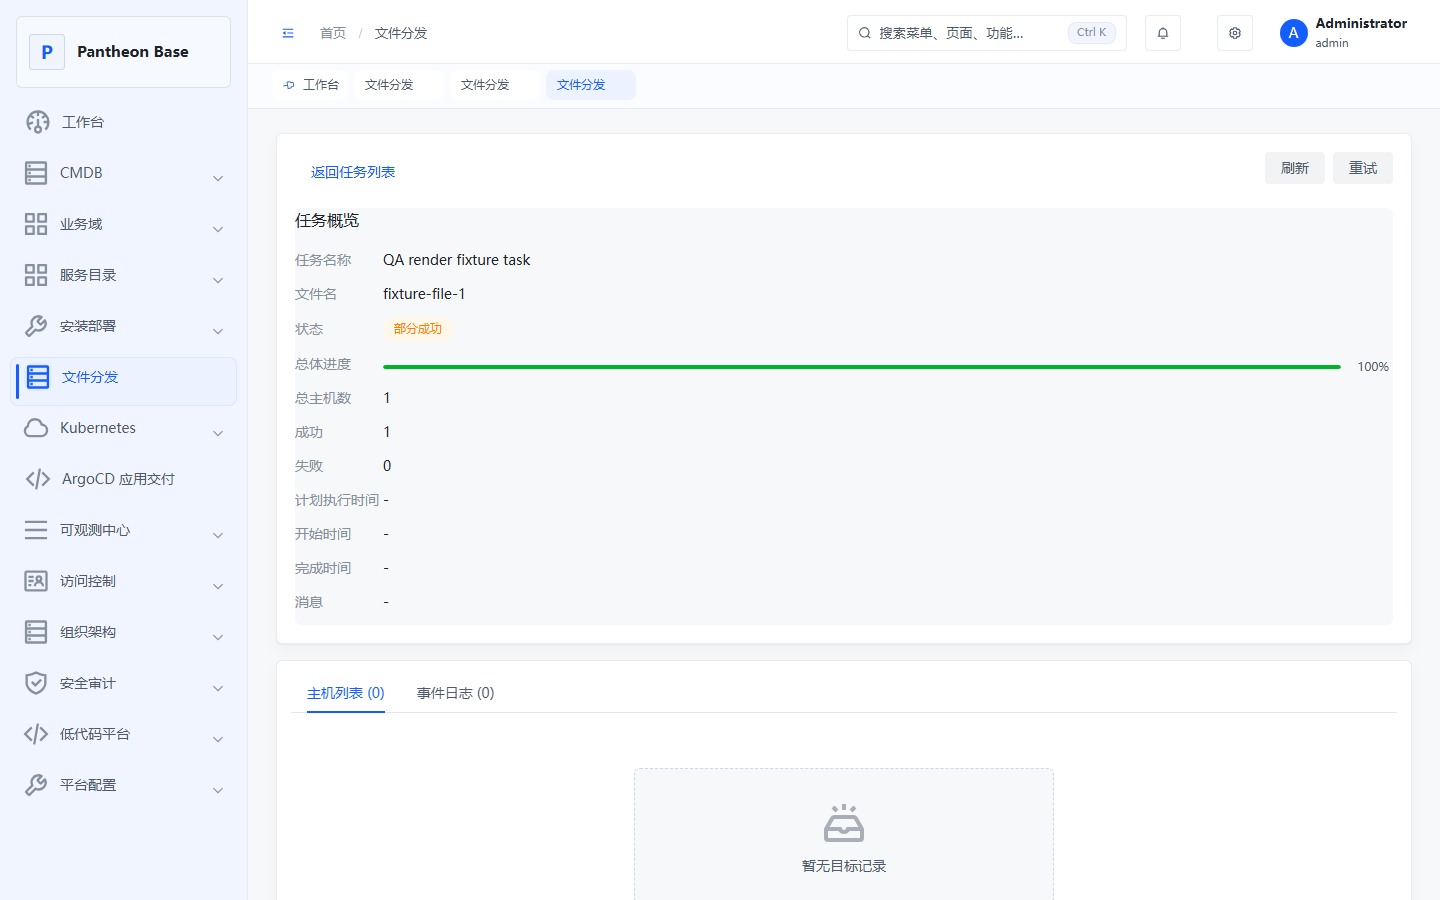 P Pantheon Base
工作台
CMDB
业务域
服务目录
安装部署
文件分发
Kubernetes
ArgoCD 应用交付
可观测中心
访问控制
组织架构
安全审计
低代码平台
平台配置
首页 / 文件分发
搜索菜单、页面、功能... Ctrl K
A Administrator
admin
工作台 文件分发 文件分发 文件分发
返回任务列表 刷新 重试
任务概览
任务名称 QA render fixture task
文件名 fixture-file-1
状态 部分成功
总体进度 100%
总主机数 1
成功 1
失败 0
计划执行时间 -
开始时间 -
完成时间 -
消息 -
主机列表 (0) 事件日志 (0)
暂无目标记录